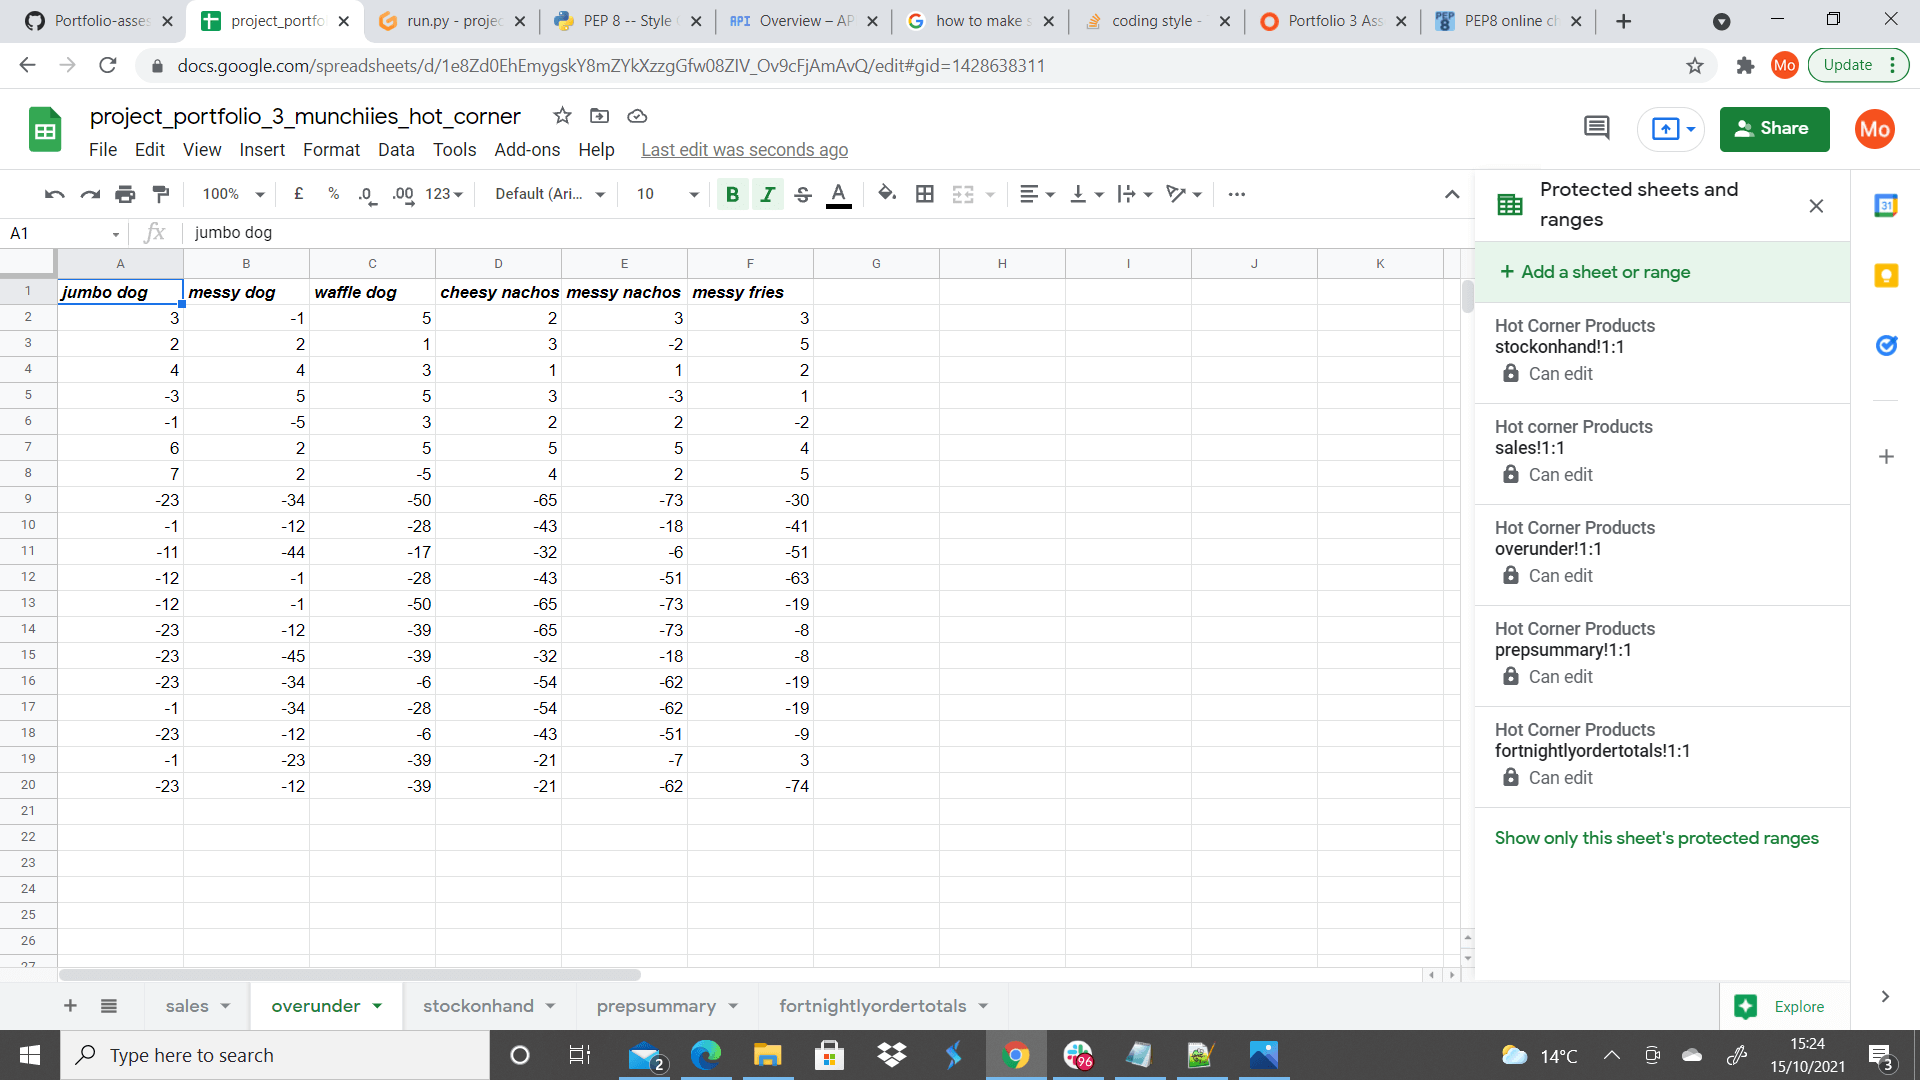 Portfolio-asses
project_portfo
run.py - projec
PEP 8 -- Style
API Overview – AP
how to make s
coding style -
Portfolio 3 Ass
PEP8 online ch
docs.google.com/spreadsheets/d/1e8Zd0EhEmygskY8mZYkXzzgGfw08ZIV_Ov9cFjAmAvQ/edit#gid=1428638311
Mo
Update
project_portfolio_3_munchiies_hot_corner
File Edit View Insert Format Data Tools Add-ons Help Last edit was seconds ago
Share
Mo
100% £ % .0 .00 123 Default (Ari... 10 B I S A
A1 fx jumbo dog
A B C D E F G H I J K
1 jumbo dog messy dog waffle dog cheesy nachos messy nachos messy fries
2 3 -1 5 2 3 3
3 2 2 1 3 -2 5
4 4 4 3 1 1 2
5 -3 5 5 3 -3 1
6 -1 -5 3 2 2 -2
7 6 2 5 5 5 4
8 7 2 -5 4 2 5
9 -23 -34 -50 -65 -73 -30
10 -1 -12 -28 -43 -18 -41
11 -11 -44 -17 -32 -6 -51
12 -12 -1 -28 -43 -51 -63
13 -12 -1 -50 -65 -73 -19
14 -23 -12 -39 -65 -73 -8
15 -23 -45 -39 -32 -18 -8
16 -23 -34 -6 -54 -62 -19
17 -1 -34 -28 -54 -62 -19
18 -23 -12 -6 -43 -51 -9
19 -1 -23 -39 -21 -7 3
20 -23 -12 -39 -21 -62 -74
21
22
23
24
25
26
27
Protected sheets and
ranges
+ Add a sheet or range
Hot Corner Products
stockonhand!1:1
Can edit
Hot corner Products
sales!1:1
Can edit
Hot Corner Products
overunder!1:1
Can edit
Hot Corner Products
prepsummary!1:1
Can edit
Hot Corner Products
fortnightlyordertotals!1:1
Can edit
Show only this sheet's protected ranges
31
sales overunder stockonhand prepsummary fortnightlyordertotals
Explore
Type here to search
2
96
14°C
15:24
15/10/2021
3